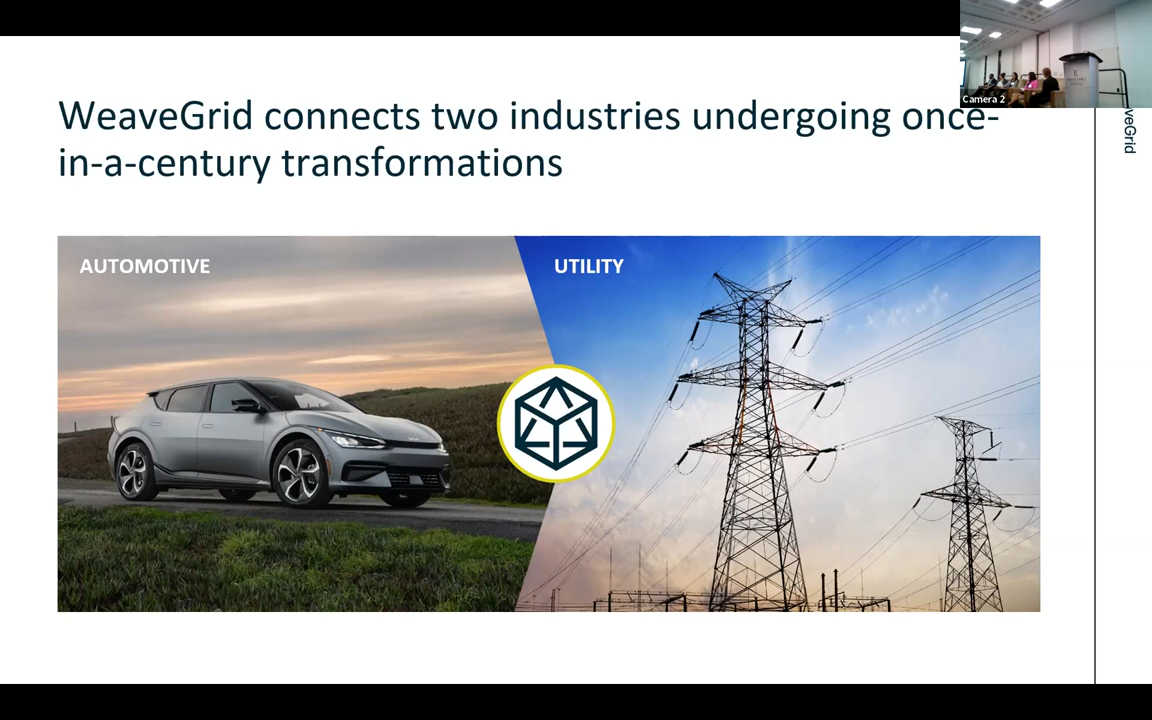 WeaveGrid connects two industries undergoing once-
in-a-century transformations
AUTOMOTIVE
UTILITY
Camera 2
veGrid